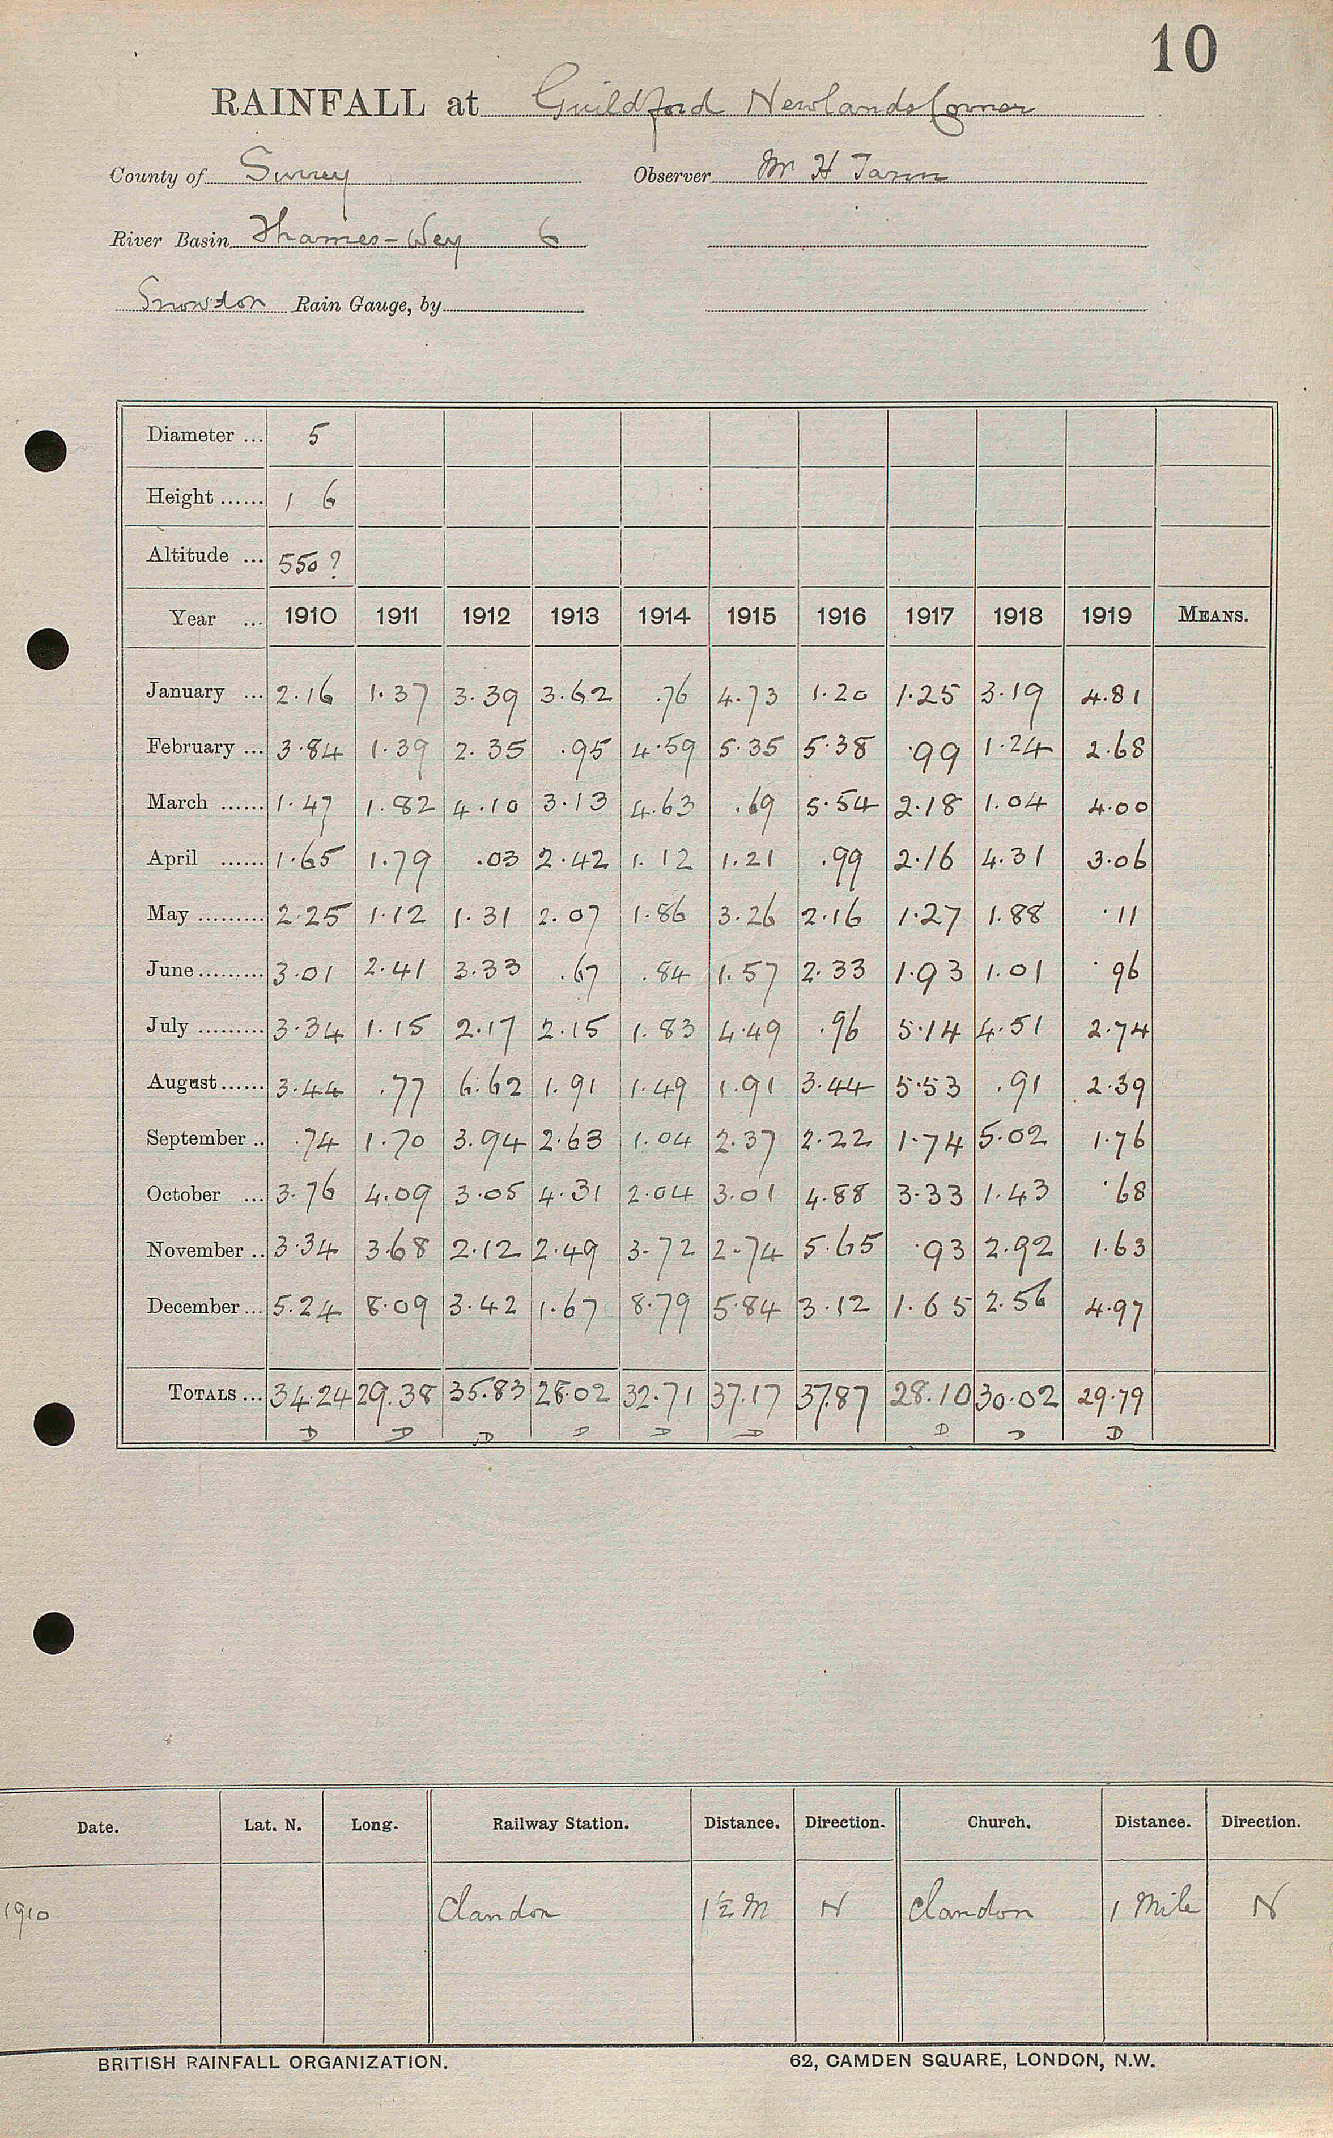 10
RAINFALL at Guildford Newlands Corner
County of Surrey Observer Mr H
River Basin Thames-Wey 6
Snowdon Rain Gauge, by
Diameter ... 5
Height ...... 1 6
Altitude ... 550?
Year ... 1910 1911 1912 1913 1914 1915 1916 1917 1918 1919 MEANS.
January ... 2.16 1.37 3.39 3.62 .76 4.73 1.20 1.25 3.19 4.81
February ... 3.84 1.39 2.35 .95 4.59 5.35 5.38 .99 1.24 2.68
March ...... 1.47 1.82 4.10 3.13 4.63 .69 5.54 2.18 1.04 4.00
April ...... 1.65 1.79 .03 2.42 1.12 1.21 .99 2.16 4.31 3.06
May ......... 2.25 1.12 1.31 2.07 1.86 3.26 2.16 1.27 1.88 .11
June......... 3.01 2.41 3.33 .67 .84 1.57 2.33 1.93 1.01 .96
July ......... 3.34 1.15 2.17 2.15 1.83 4.49 .96 5.14 4.51 2.74
August...... 3.44 .77 6.62 1.91 1.49 1.91 3.44 5.53 .91 2.39
September .. .74 1.70 3.94 2.63 1.04 2.37 2.22 1.74 5.02 1.76
October ... 3.76 4.09 3.05 4.31 2.04 3.01 4.88 3.33 1.43 .68
November .. 3.34 3.68 2.12 2.49 3.72 2.74 5.65 .93 2.92 1.63
December ... 5.24 8.09 3.42 1.67 8.79 5.84 3.12 1.65 2.56 4.97
TOTALS ... 34.24 29.38 35.83 28.02 32.71 37.17 37.87 28.10 30.02 29.79
D D D D D D D D D
Date. Lat. N. Long. Railway Station. Distance. Direction. Church. Distance. Direction.
1910 Clandon 1½ M N Clandon 1 Mile N
BRITISH RAINFALL ORGANIZATION. 62, CAMDEN SQUARE, LONDON, N.W.